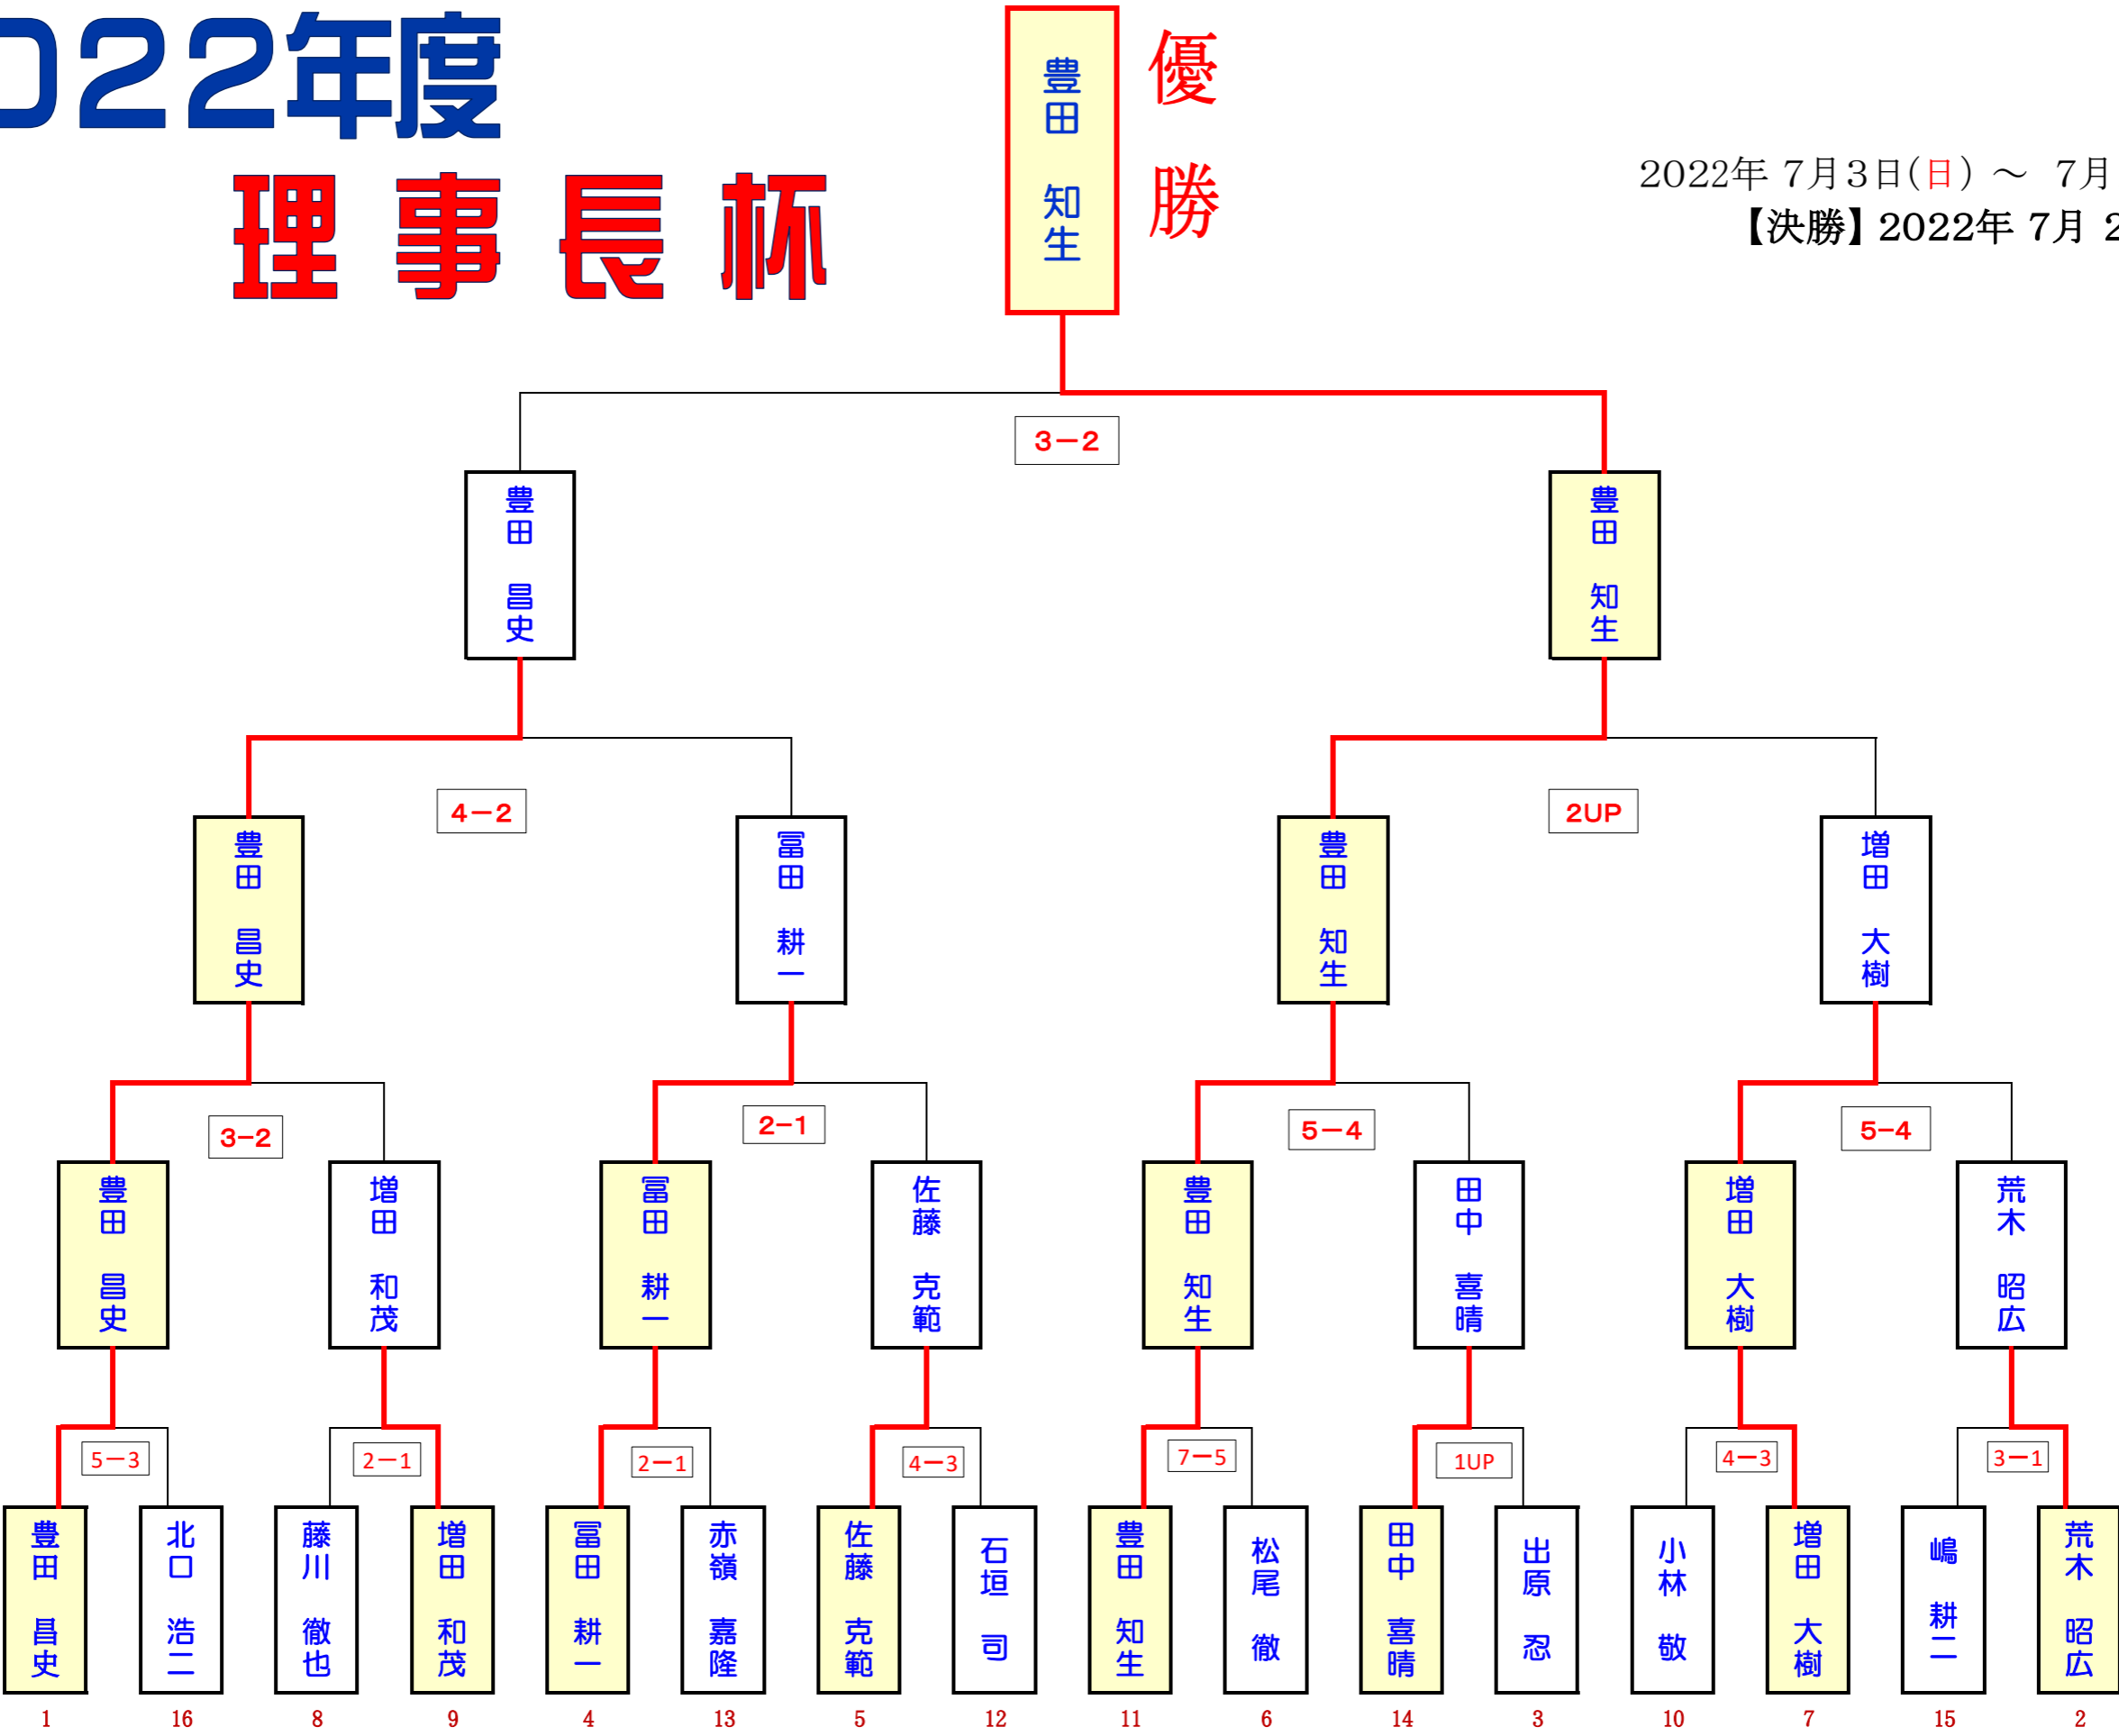 022年度
理事長杯
豊田 知生
優勝
2022年 7月3日(日) ～ 7月
【決勝】 2022年 7月 2
3－2
豊田 昌史
豊田 知生
4－2
2UP
豊田 昌史
冨田 耕一
豊田 知生
増田 大樹
3-2
2-1
5－4
5-4
豊田 昌史
増田 和茂
冨田 耕一
佐藤 克範
豊田 知生
田中 喜晴
増田 大樹
荒木 昭広
5－3
2－1
2－1
4－3
7－5
1UP
4－3
3－1
豊田 昌史
北口 浩二
藤川 徹也
増田 和茂
冨田 耕一
赤嶺 嘉隆
佐藤 克範
石垣 司
豊田 知生
松尾 徹
田中 喜晴
出原 忍
小林 敬
増田 大樹
嶋 耕二
荒木 昭広
1 16 8 9 4 13 5 12 11 6 14 3 10 7 15 2